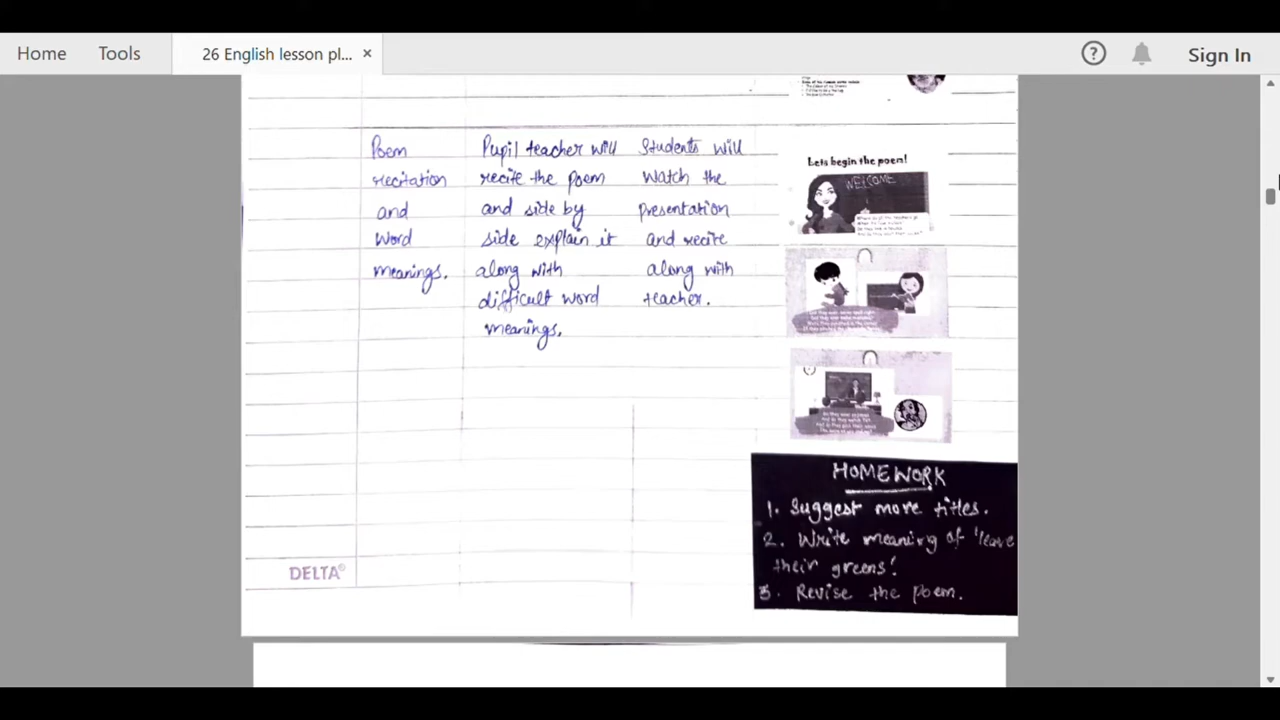 Home
Tools
26 English lesson pl...
Sign In
Poem
recitation
and
word
meanings.
Pupil teacher will
recite the poem
and side by
side explain it
along with
difficult word
meanings.
Students will
watch the
presentation
and recite
along with
teacher.
Lets begin the poem!
WELCOME
HOMEWORK
1. Suggest more titles.
2. Write meaning of 'leave
their greens'.
3. Revise the poem.
DELTA